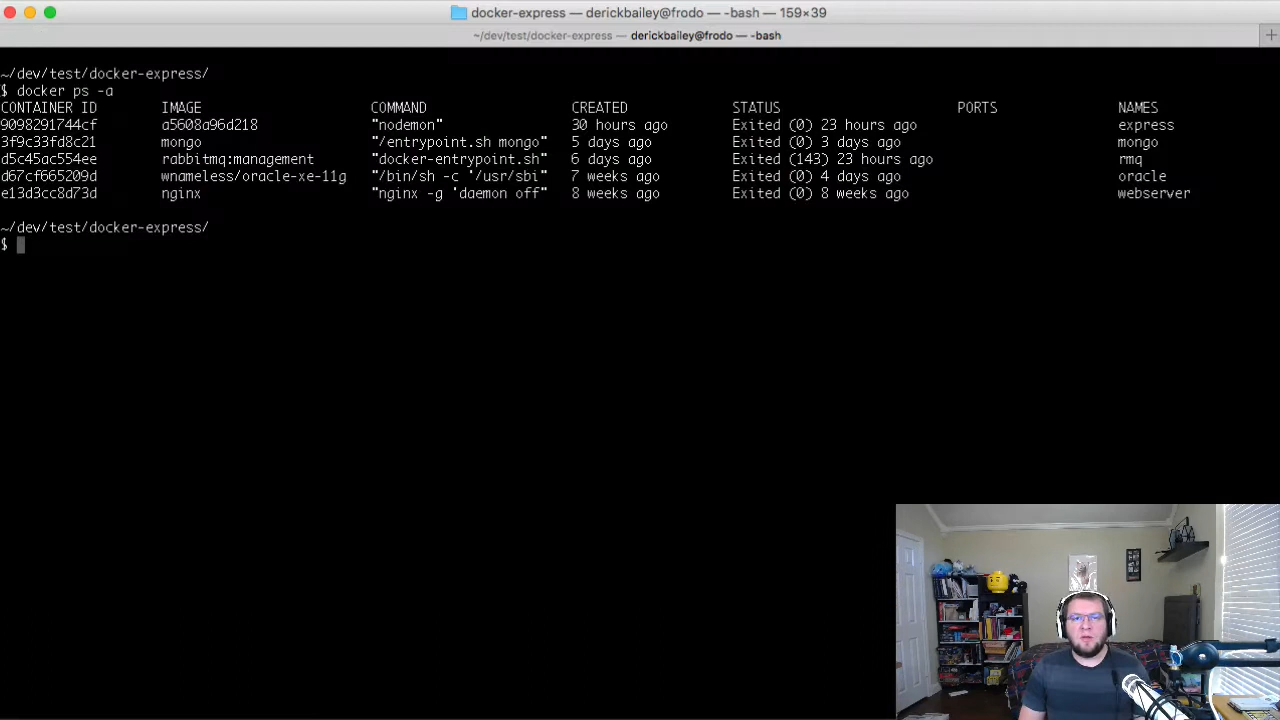 docker-express — derickbailey@frodo — -bash — 159×39
~/dev/test/docker-express — derickbailey@frodo — -bash
~/dev/test/docker-express/
$ docker ps -a
CONTAINER ID IMAGE COMMAND CREATED STATUS PORTS NAMES
9098291744cf a5608a96d218 "nodemon" 30 hours ago Exited (0) 23 hours ago express
3f9c33fd8c21 mongo "/entrypoint.sh mongo" 5 days ago Exited (0) 3 days ago mongo
d5c45ac554ee rabbitmq:management "docker-entrypoint.sh" 6 days ago Exited (143) 23 hours ago rmq
d67cf665209d wnameless/oracle-xe-11g "/bin/sh -c '/usr/sbi" 7 weeks ago Exited (0) 4 days ago oracle
e13d3cc8d73d nginx "nginx -g 'daemon off" 8 weeks ago Exited (0) 8 weeks ago webserver
~/dev/test/docker-express/
$